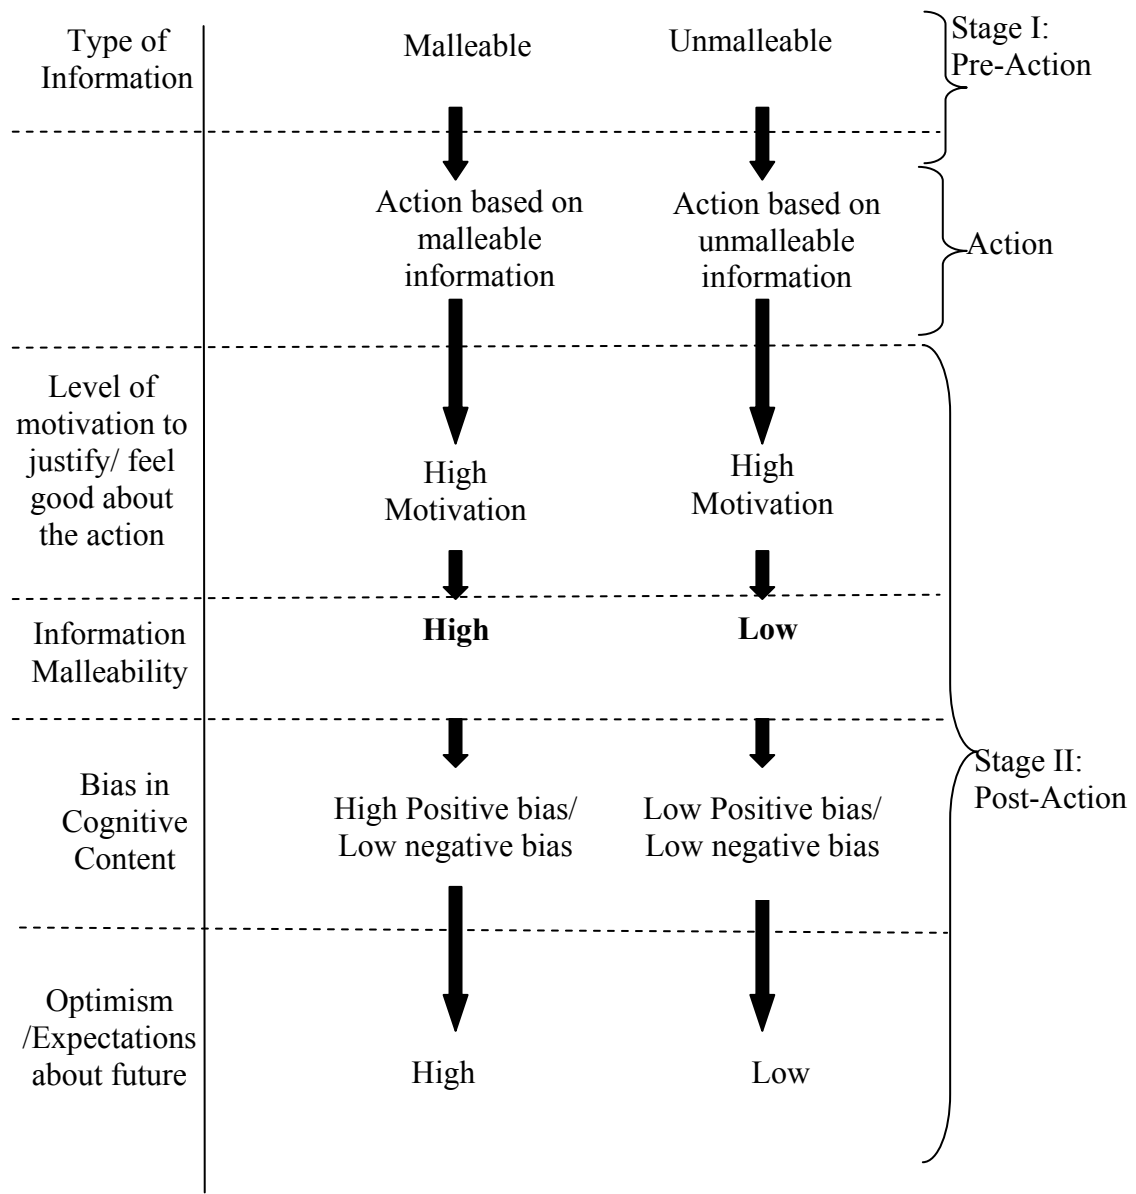 Type of
Information
Malleable
Unmalleable
Stage I:
Pre-Action
Action based on
malleable
information
Action based on
unmalleable
information
Action
Level of
motivation to
justify/ feel
good about
the action
High
Motivation
High
Motivation
Information
Malleability
High
Low
Bias in
Cognitive
Content
High Positive bias/
Low negative bias
Low Positive bias/
Low negative bias
Stage II:
Post-Action
Optimism
/Expectations
about future
High
Low